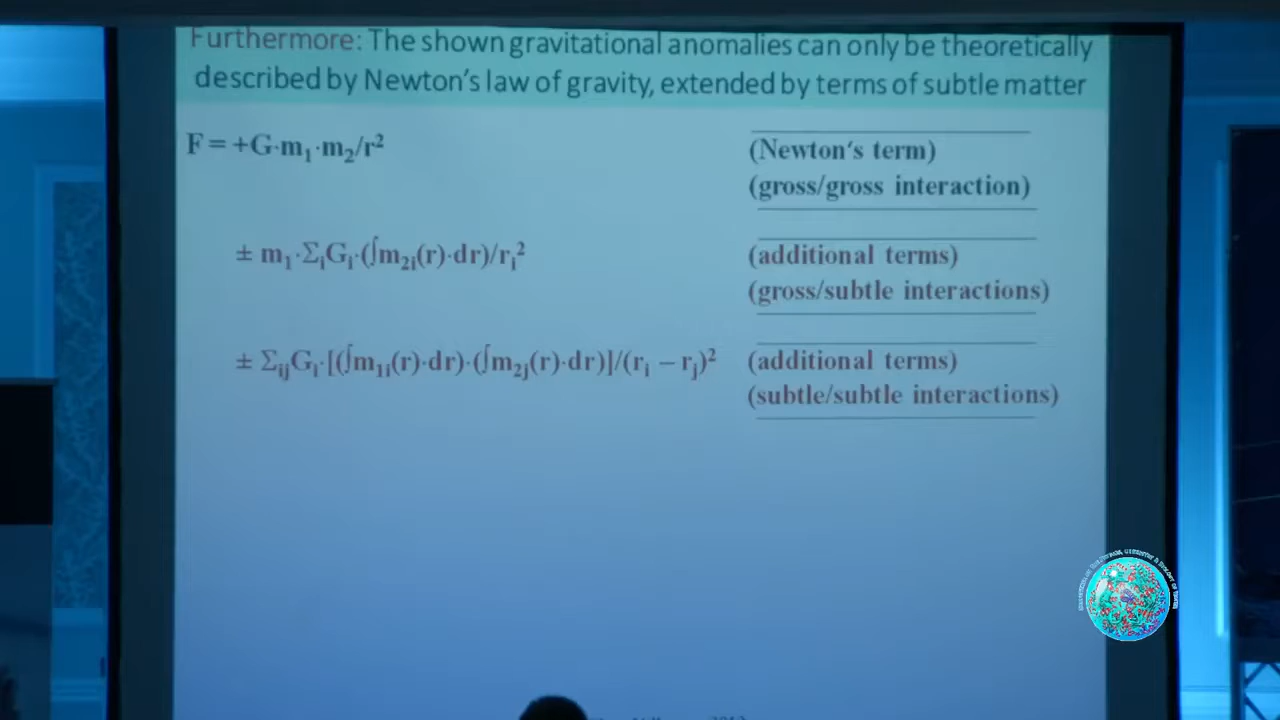 Furthermore: The shown gravitational anomalies can only be theoretically
described by Newton's law of gravity, extended by terms of subtle matter
F = +G·m₁·m₂/r² (Newton's term)
(gross/gross interaction)
± m₁·ΣᵢGᵢ·(∫m₂ᵢ(r)·dr)/rᵢ² (additional terms)
(gross/subtle interactions)
± ΣᵢⱼGᵢ·[(∫m₁ᵢ(r)·dr)·(∫m₂ⱼ(r)·dr)]/(rᵢ – rⱼ)² (additional terms)
(subtle/subtle interactions)